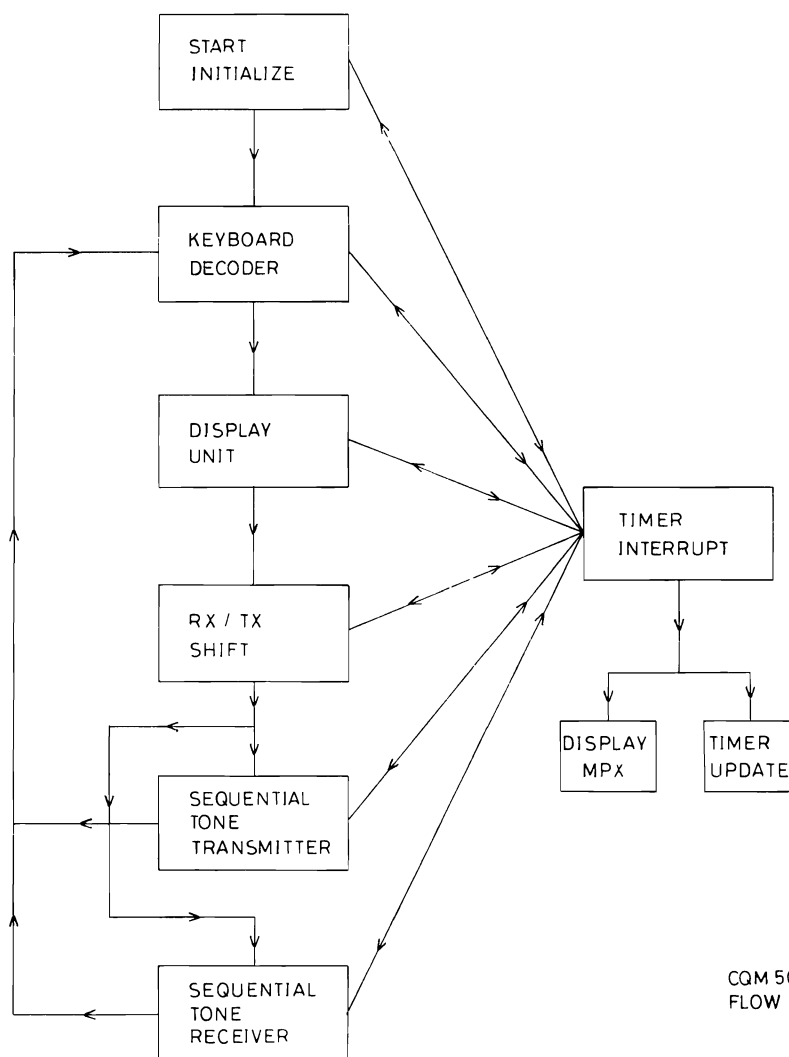 START
INITIALIZE
KEYBOARD
DECODER
DISPLAY
UNIT
RX / TX
SHIFT
SEQUENTIAL
TONE
TRANSMITTER
SEQUENTIAL
TONE
RECEIVER
TIMER
INTERRUPT
DISPLAY
MPX
TIMER
UPDATE
FLOW